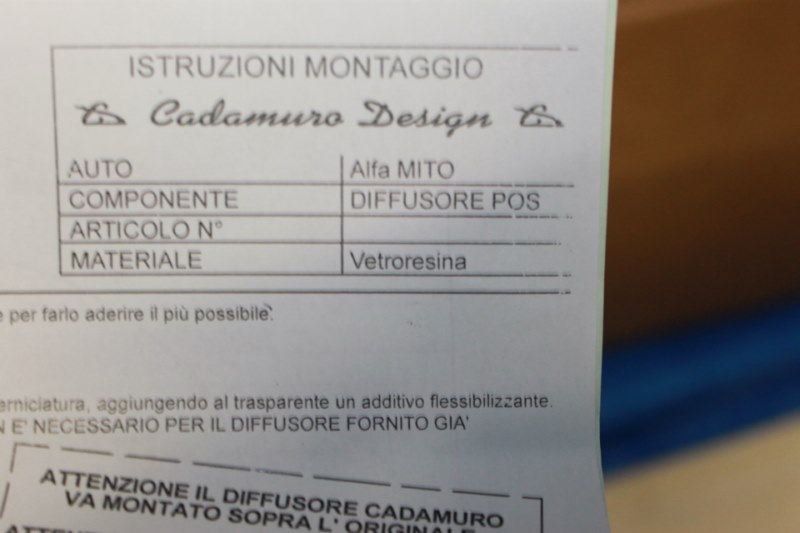 ISTRUZIONI MONTAGGIO
Cadamuro Design
AUTO Alfa MITO
COMPONENTE DIFFUSORE POS
ARTICOLO N°
MATERIALE Vetroresina
e per farlo aderire il più possibile.
erniciatura, aggiungendo al trasparente un additivo flessibilizzante.
N E' NECESSARIO PER IL DIFFUSORE FORNITO GIA'
ATTENZIONE IL DIFFUSORE CADAMURO
VA MONTATO SOPRA L' ORIGINALE